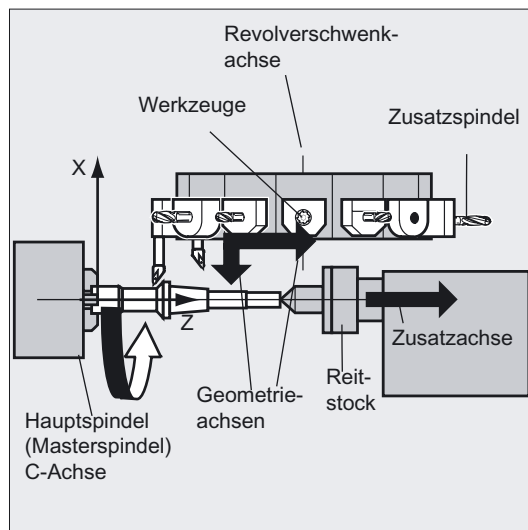 Revolverschwenk-
achse
Werkzeuge
Zusatzspindel
X
Z
Zusatzachse
Geometrie-
achsen
Reit-
stock
Hauptspindel
(Masterspindel)
C-Achse